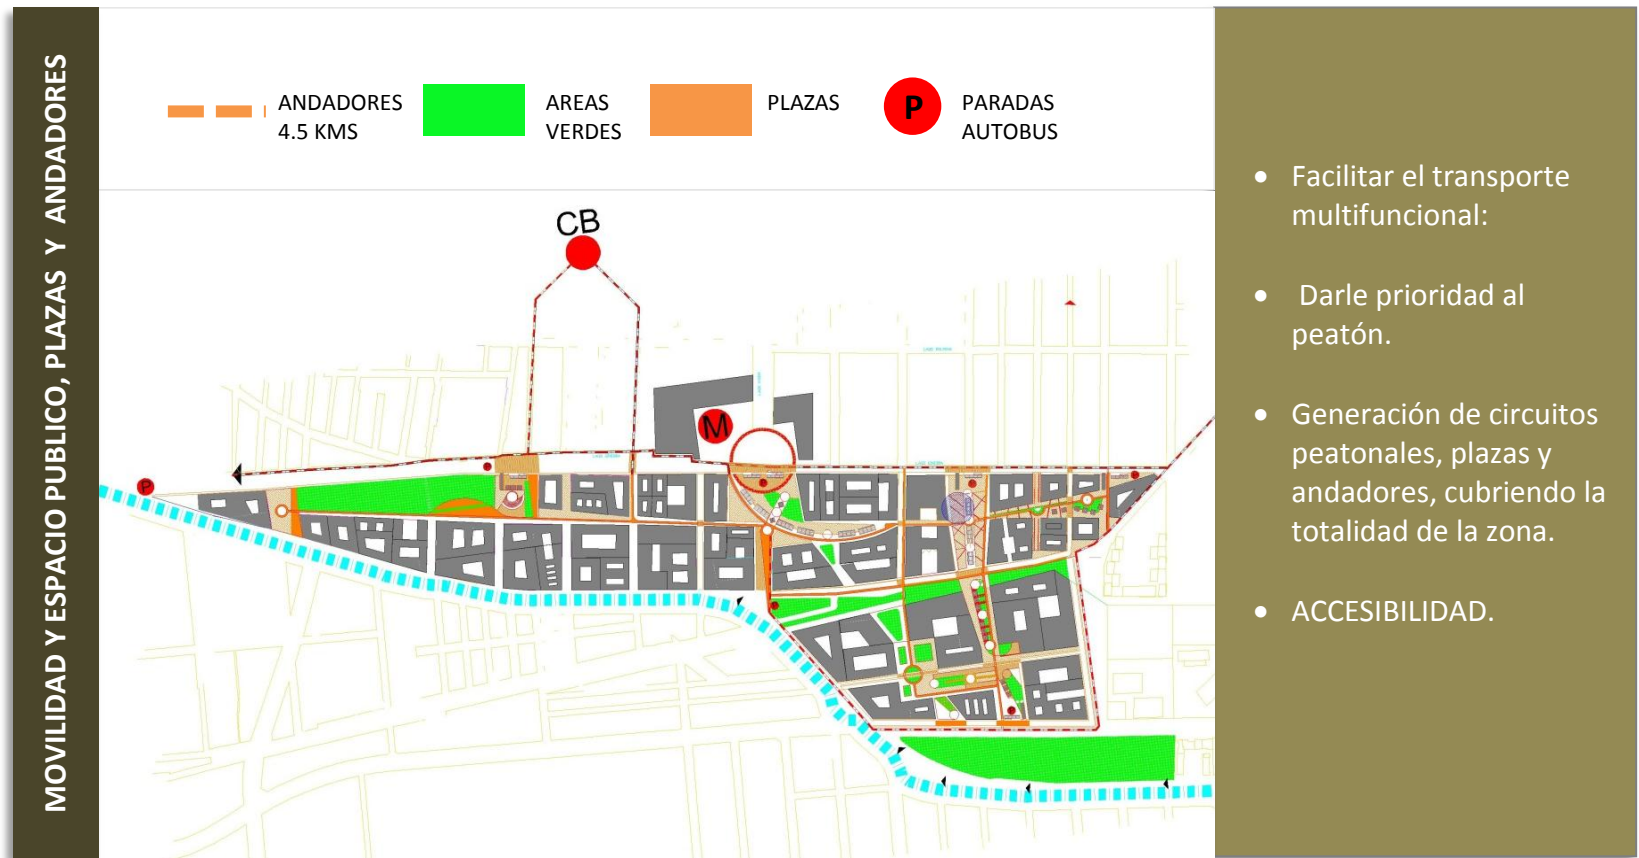 MOVILIDAD Y ESPACIO PUBLICO, PLAZAS Y ANDADORES
ANDADORES
4.5 KMS
AREAS
VERDES
PLAZAS
P
PARADAS
AUTOBUS
CB
M
P
• Facilitar el transporte
multifuncional:
• Darle prioridad al
peatón.
• Generación de circuitos
peatonales, plazas y
andadores, cubriendo la
totalidad de la zona.
• ACCESIBILIDAD.